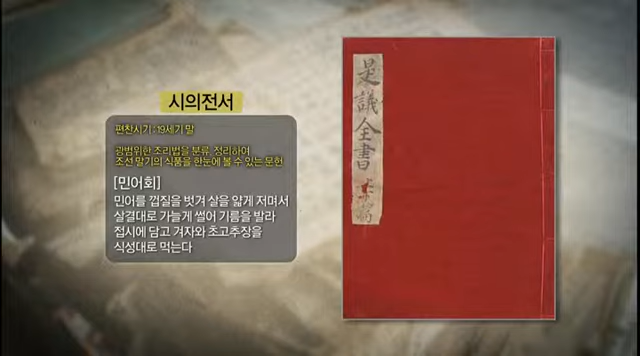 시의전서
편찬시기 : 19세기 말
광범위한 조리법을 분류, 정리하여
조선 말기의 식품을 한눈에 볼 수 있는 문헌
[민어회]
민어를 껍질을 벗겨 살을 얇게 저며서
살결대로 가늘게 썰어 기름을 발라
접시에 담고 겨자와 초고추장을
식성대로 먹는다
是議全書